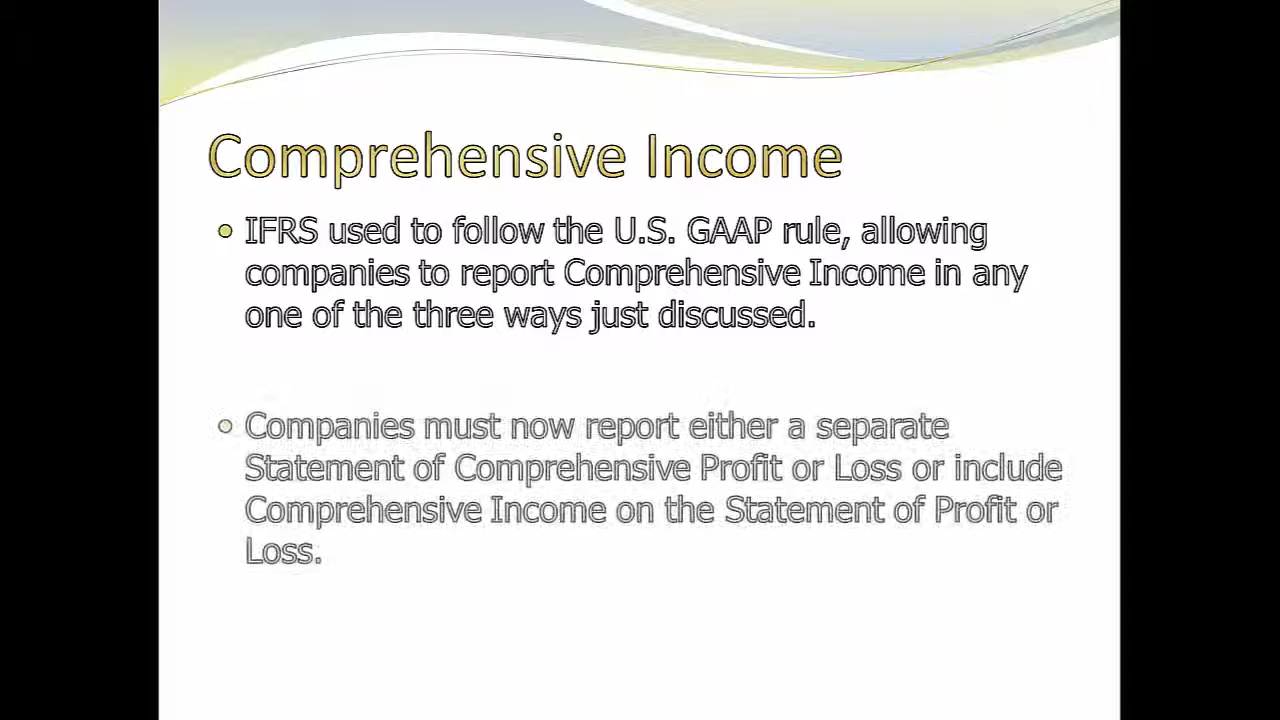 Comprehensive Income
• IFRS used to follow the U.S. GAAP rule, allowing
companies to report Comprehensive Income in any
one of the three ways just discussed.
• Companies must now report either a separate
Statement of Comprehensive Profit or Loss or include
Comprehensive Income on the Statement of Profit or
Loss.